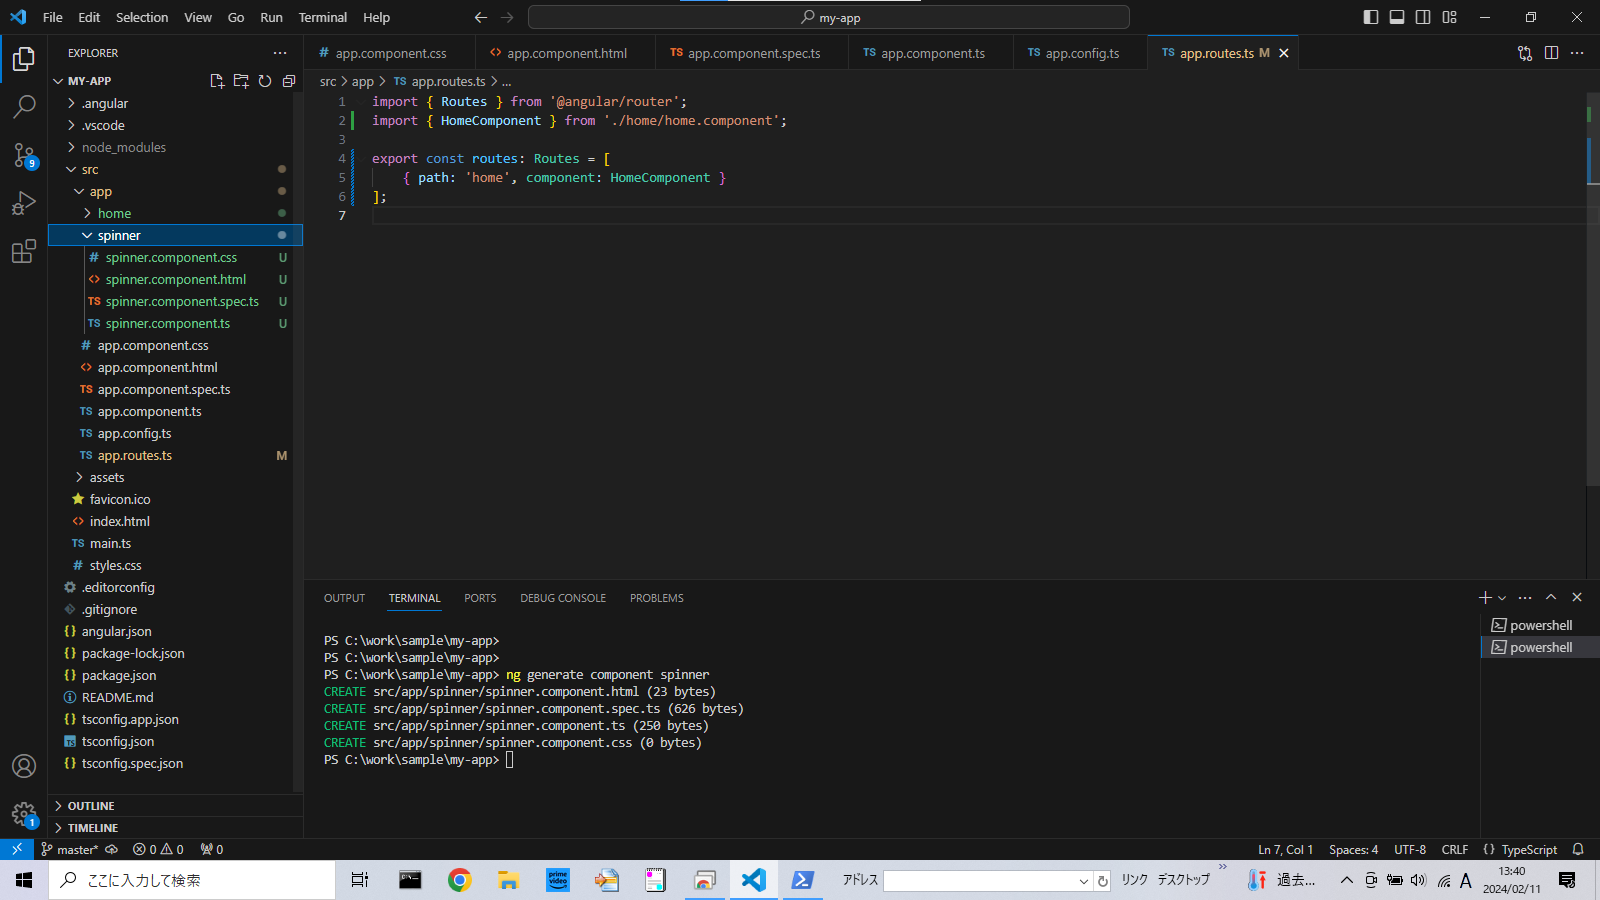 File Edit Selection View Go Run Terminal Help
my-app
EXPLORER
MY-APP
.angular
.vscode
node_modules
src
app
home
spinner
spinner.component.css U
spinner.component.html U
spinner.component.spec.ts U
spinner.component.ts U
app.component.css
app.component.html
app.component.spec.ts
app.component.ts
app.config.ts
app.routes.ts M
assets
favicon.ico
index.html
main.ts
styles.css
.editorconfig
.gitignore
angular.json
package-lock.json
package.json
README.md
tsconfig.app.json
tsconfig.json
tsconfig.spec.json
OUTLINE
TIMELINE
9
1
app.component.css app.component.html app.component.spec.ts app.component.ts app.config.ts app.routes.ts M
src > app > TS app.routes.ts > ...
1 import { Routes } from '@angular/router';
2 import { HomeComponent } from './home/home.component';
3
4 export const routes: Routes = [
5 { path: 'home', component: HomeComponent }
6 ];
7
OUTPUT TERMINAL PORTS DEBUG CONSOLE PROBLEMS
PS C:\work\sample\my-app>
PS C:\work\sample\my-app>
PS C:\work\sample\my-app> ng generate component spinner
CREATE src/app/spinner/spinner.component.html (23 bytes)
CREATE src/app/spinner/spinner.component.spec.ts (626 bytes)
CREATE src/app/spinner/spinner.component.ts (250 bytes)
CREATE src/app/spinner/spinner.component.css (0 bytes)
PS C:\work\sample\my-app>
powershell
powershell
master* 0 0 0
Ln 7, Col 1 Spaces: 4 UTF-8 CRLF {} TypeScript
ここに入力して検索
prime video
アドレス リンク デスクトップ
過去...
A
13:40
2024/02/11